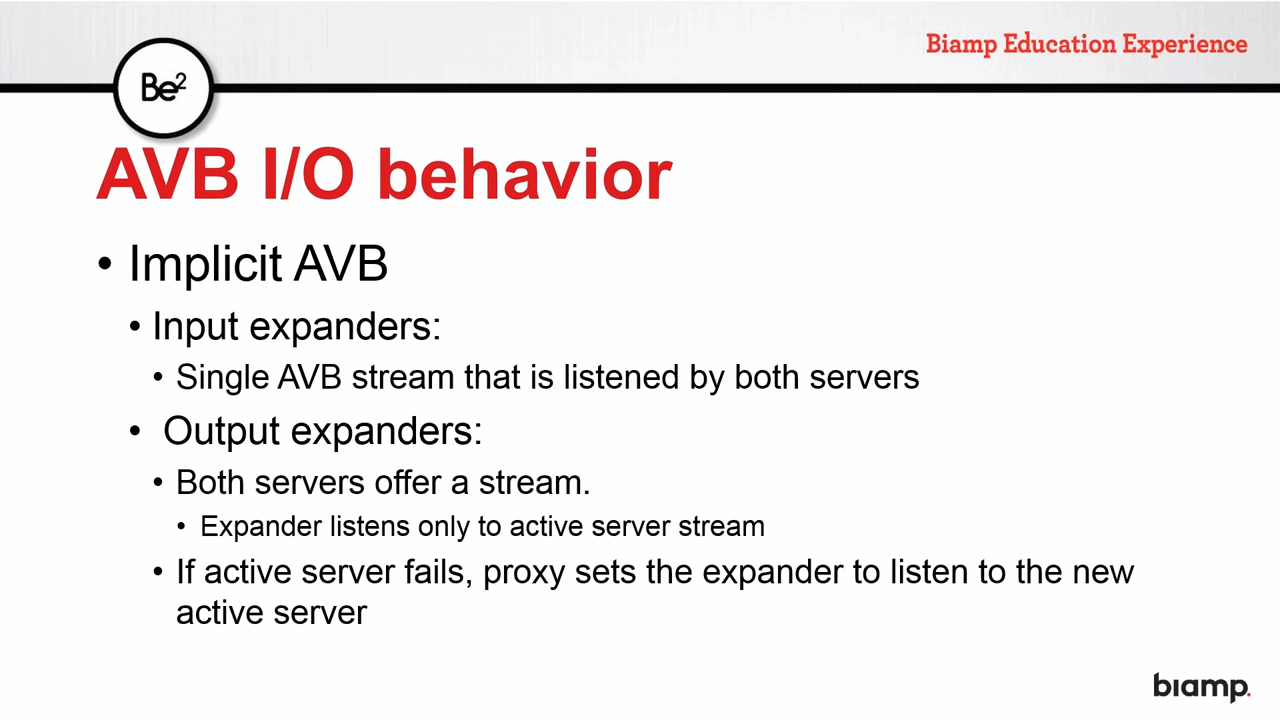 Biamp Education Experience
Be²
AVB I/O behavior
• Implicit AVB
• Input expanders:
• Single AVB stream that is listened by both servers
• Output expanders:
• Both servers offer a stream.
• Expander listens only to active server stream
• If active server fails, proxy sets the expander to listen to the new
active server
biamp.